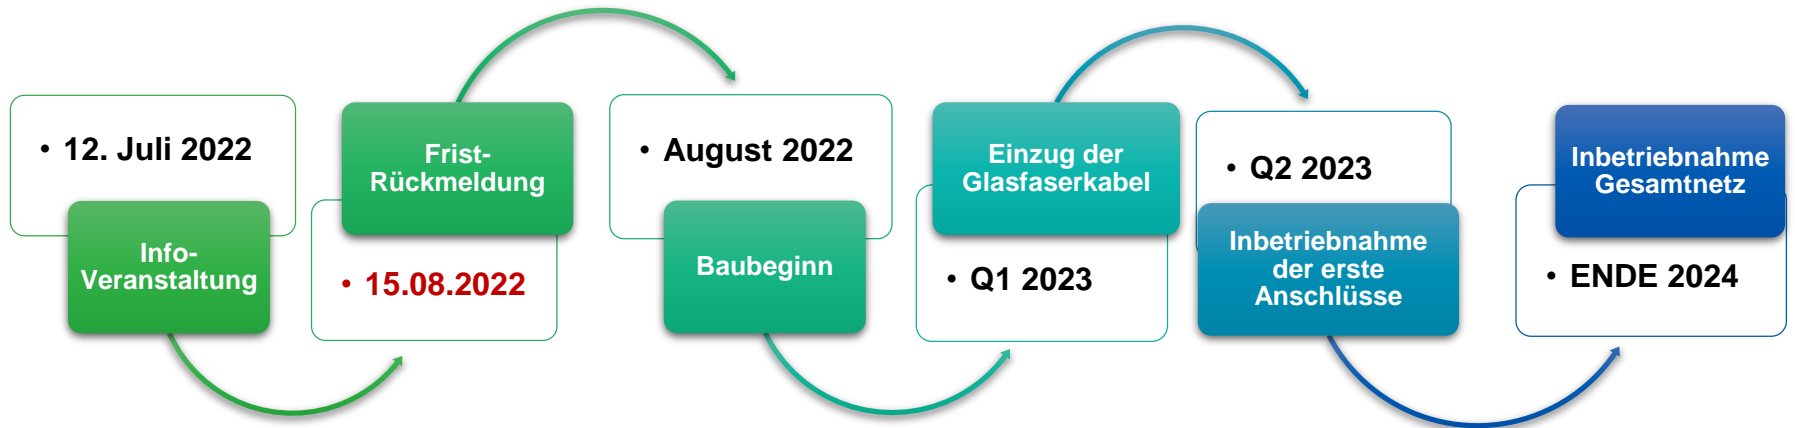 • 12. Juli 2022
Info-
Veranstaltung
Frist-
Rückmeldung
• 15.08.2022
• August 2022
Baubeginn
Einzug der
Glasfaserkabel
• Q1 2023
• Q2 2023
Inbetriebnahme
der erste
Anschlüsse
Inbetriebnahme
Gesamtnetz
• ENDE 2024